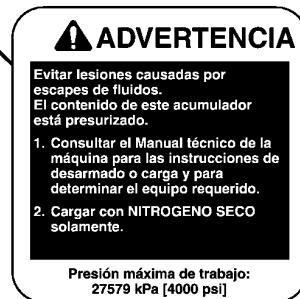 ADVERTENCIA
Evitar lesiones causadas por
escapes de fluidos.
El contenido de este acumulador
está presurizado.
1. Consultar el Manual técnico de la
máquina para las instrucciones de
desarmado o carga y para
determinar el equipo requerido.
2. Cargar con NITROGENO SECO
solamente.
Presión máxima de trabajo:
27579 kPa [4000 psi]